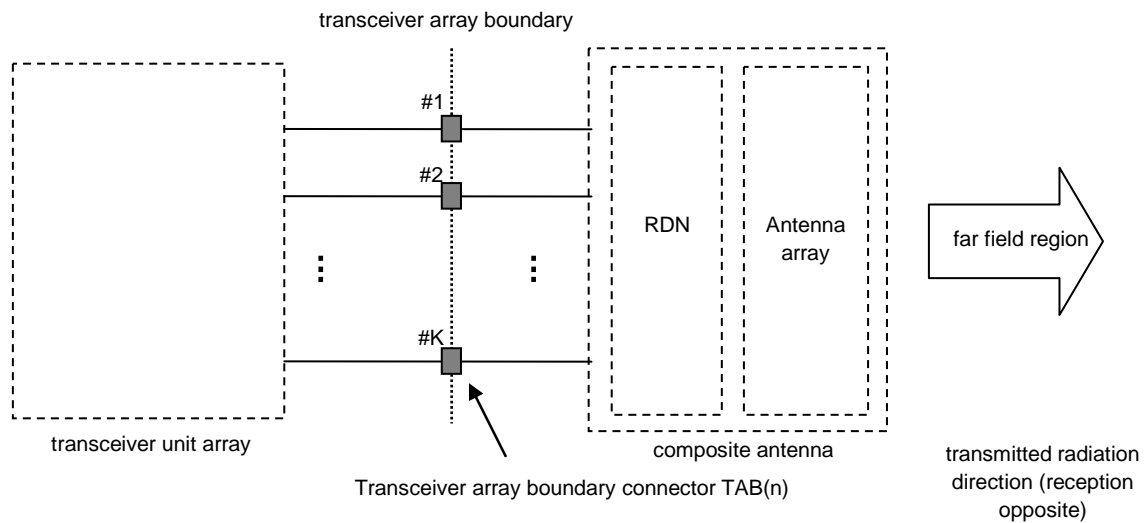 transceiver array boundary
#1
#2
#K
RDN
Antenna
array
far field region
transceiver unit array
composite antenna
Transceiver array boundary connector TAB(n)
transmitted radiation
direction (reception
opposite)